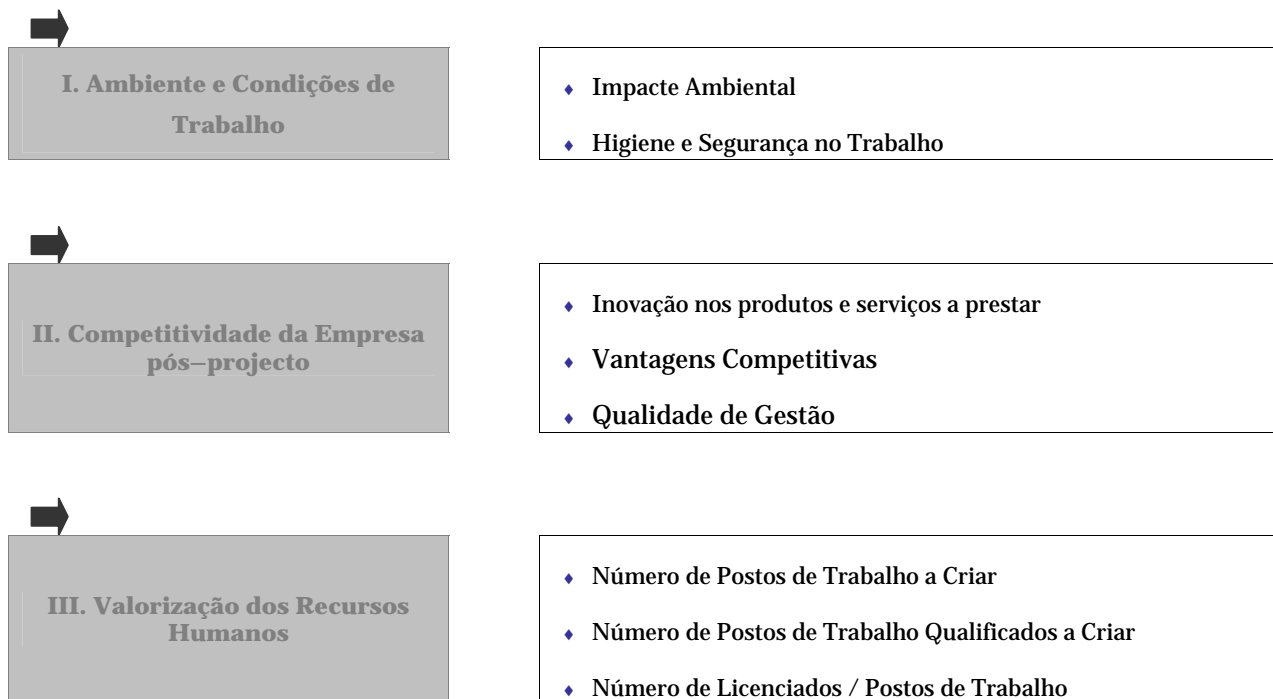 I. Ambiente e Condições de
Trabalho
♦ Impacte Ambiental
♦ Higiene e Segurança no Trabalho
II. Competitividade da Empresa
pós–projecto
♦ Inovação nos produtos e serviços a prestar
♦ Vantagens Competitivas
♦ Qualidade de Gestão
III. Valorização dos Recursos
Humanos
♦ Número de Postos de Trabalho a Criar
♦ Número de Postos de Trabalho Qualificados a Criar
♦ Número de Licenciados / Postos de Trabalho